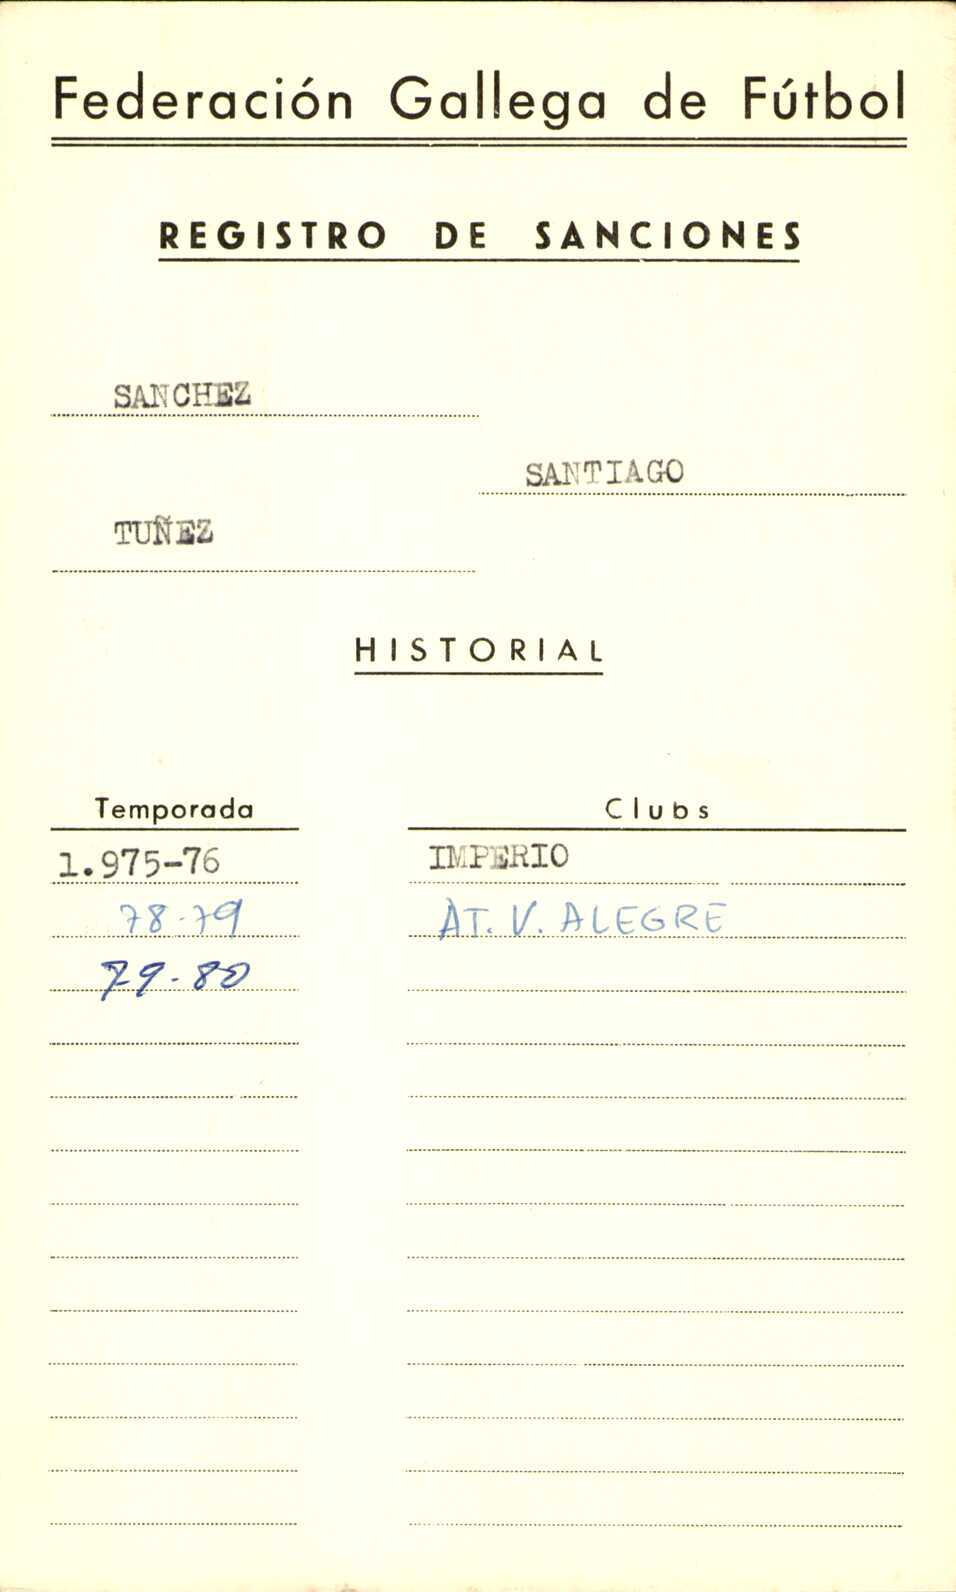 Federación Gallega de Fútbol
REGISTRO DE SANCIONES
SANCHEZ
SANTIAGO
TUÑEZ
HISTORIAL
Temporada Clubs
1.975-76 IMPERIO
78-79 AT. V. ALEGRE
79-80